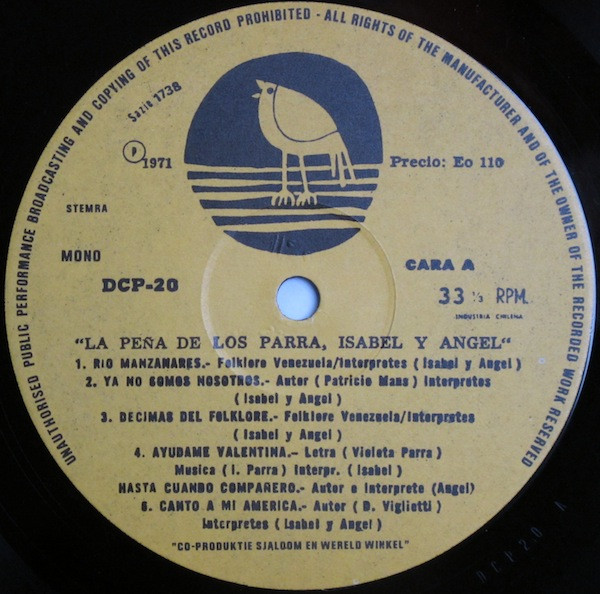 UNAUTHORISED PUBLIC PERFORMANCE BROADCASTING AND COPYING OF THIS RECORD PROHIBITED - ALL RIGHTS OF THE MANUFACTURER AND OF THE OWNER OF THE RECORDED WORK RESERVED
Sazie 1738
Ⓟ 1971
Precio: Eo 110
STEMRA
MONO
DCP-20
CARA A
33 ⅓ RPM.
INDUSTRIA CHILENA
"LA PEÑA DE LOS PARRA, ISABEL Y ANGEL"
1. RIO MANZANARES.- Folklore Venezuela/Interpretes (Isabel y Angel)
2. YA NO SOMOS NOSOTROS.- Autor (Patricio Mans) Interpretes
(Isabel y Angel)
3. DECIMAS DEL FOLKLORE.- Folklore Venezuela/Interpretes
(Isabel y Angel)
4. AYUDAME VALENTINA.- Letra (Violeta Parra)
Musica (I. Parra) Interpr. (Isabel)
HASTA CUANDO COMPAÑERO.- Autor e Interprete (Angel)
6. CANTO A MI AMERICA.- Autor (D. Viglietti)
Interpretes (Isabel y Angel)
"CO-PRODUKTIE SJALOOM EN WERELD WINKEL"
DCP20 A